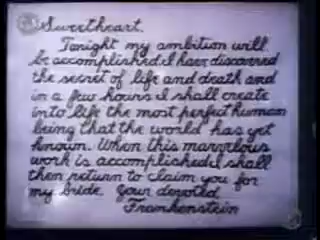 Sweetheart.
Tonight my ambition will
be accomplished. I have discovered
the secret of life and death and
in a few hours I shall create
into life the most perfect human
being that the world has yet
known. When this marvelous
work is accomplished I shall
then return to claim you for
my bride. Your devoted
Frankenstein